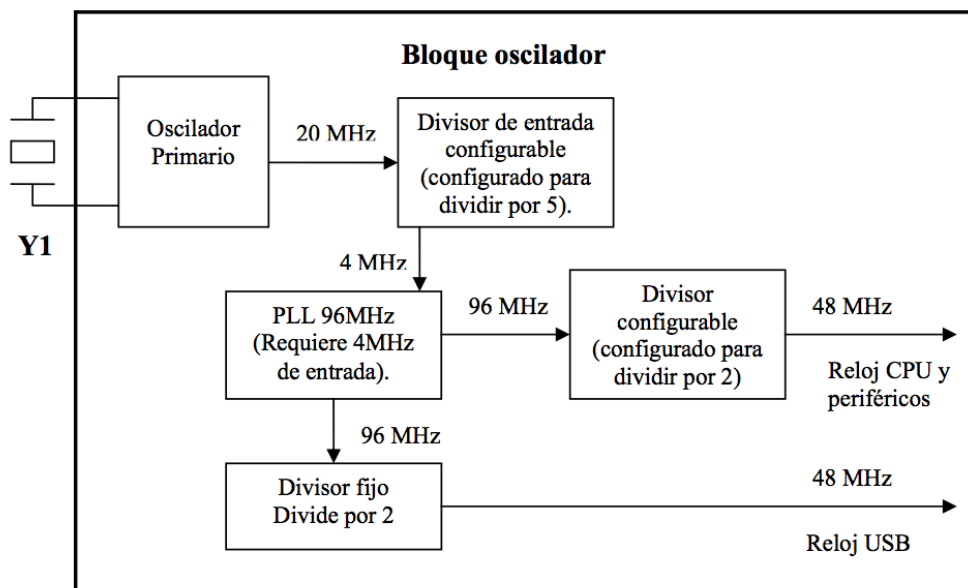 Bloque oscilador
Oscilador
Primario
20 MHz
Divisor de entrada
configurable
(configurado para
dividir por 5).
Y1
4 MHz
PLL 96MHz
(Requiere 4MHz
de entrada).
96 MHz
Divisor
configurable
(configurado para
dividir por 2)
48 MHz
Reloj CPU y
periféricos
96 MHz
Divisor fijo
Divide por 2
48 MHz
Reloj USB